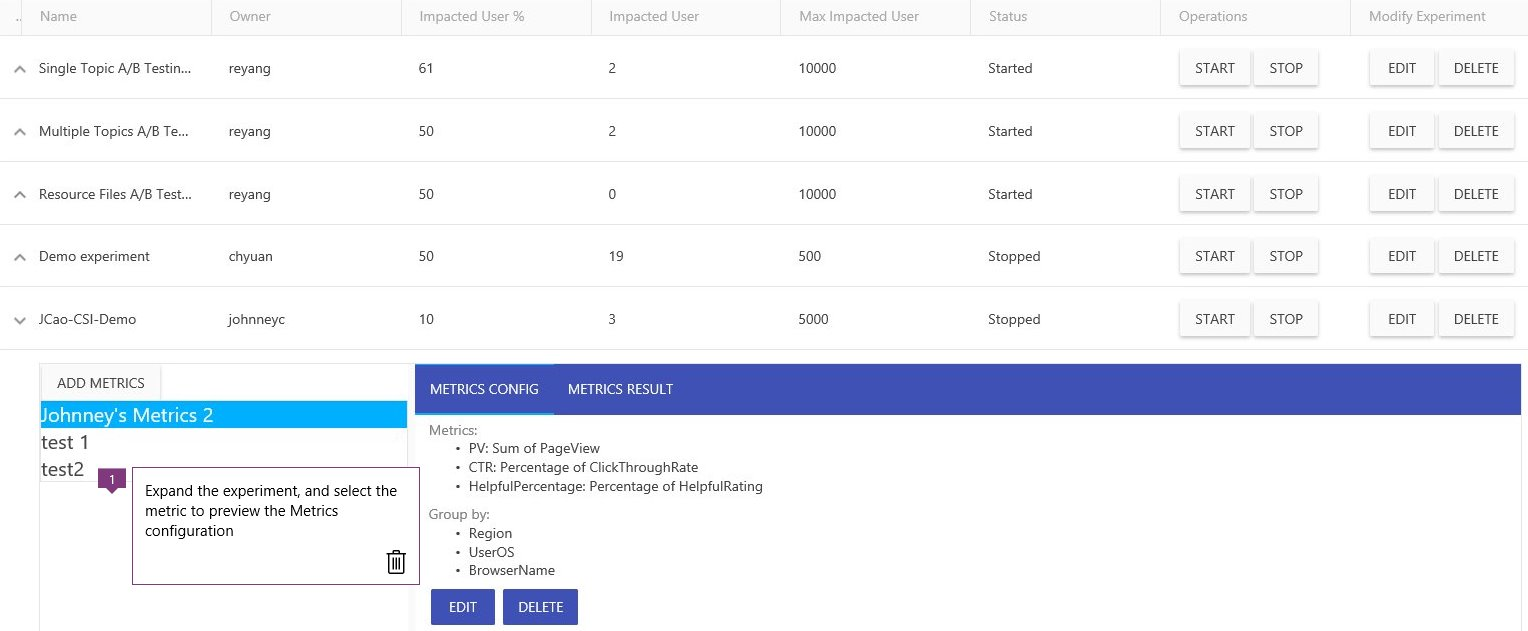 .. Name Owner Impacted User % Impacted User Max Impacted User Status Operations Modify Experiment
Single Topic A/B Testin... reyang 61 2 10000 Started START STOP EDIT DELETE
Multiple Topics A/B Te... reyang 50 2 10000 Started START STOP EDIT DELETE
Resource Files A/B Test... reyang 50 0 10000 Started START STOP EDIT DELETE
Demo experiment chyuan 50 19 500 Stopped START STOP EDIT DELETE
JCao-CSI-Demo johnneyc 10 3 5000 Stopped START STOP EDIT DELETE
ADD METRICS
Johnney's Metrics 2
test 1
test2
1
Expand the experiment, and select the
metric to preview the Metrics
configuration
METRICS CONFIG METRICS RESULT
Metrics:
• PV: Sum of PageView
• CTR: Percentage of ClickThroughRate
• HelpfulPercentage: Percentage of HelpfulRating
Group by:
• Region
• UserOS
• BrowserName
EDIT DELETE